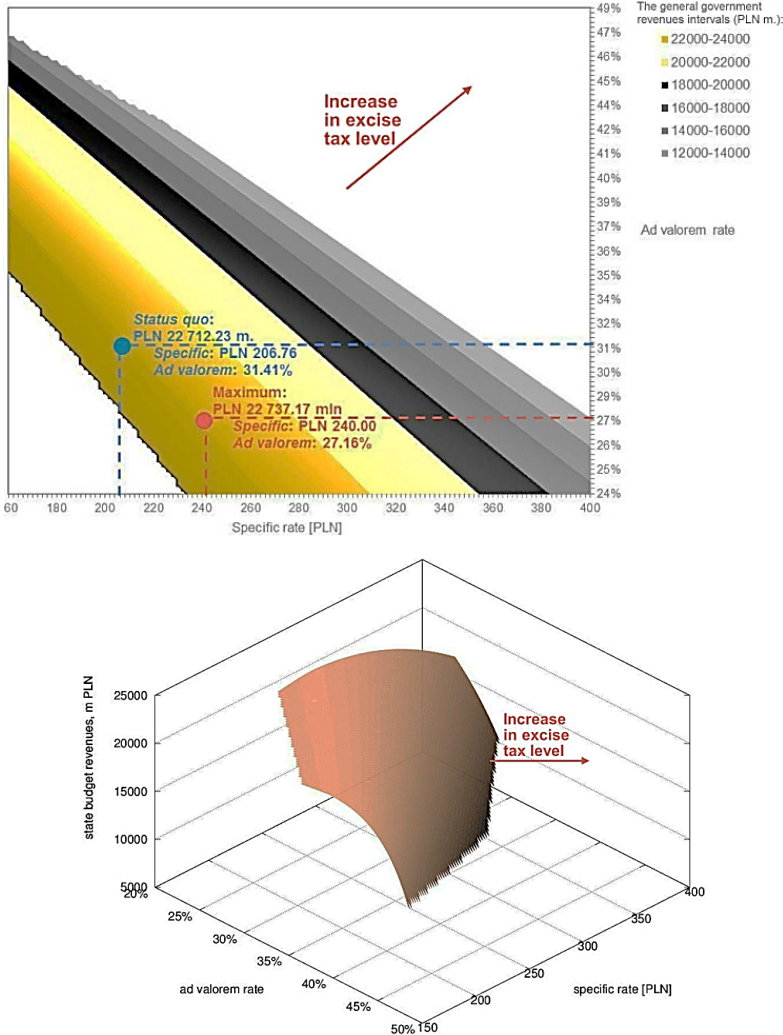 The general government
revenues intervals (PLN m.):
22000-24000
20000-22000
18000-20000
16000-18000
14000-16000
12000-14000
49%
47%
46%
45%
44%
42%
41%
40%
39%
37%
36%
35%
34%
32%
31%
30%
29%
27%
26%
25%
24%
Ad valorem rate
Increase
in excise
tax level
Status quo:
PLN 22 712.23 m.
Specific: PLN 206.76
Ad valorem: 31.41%
Maximum:
PLN 22 737.17 mln
Specific: PLN 240.00
Ad valorem: 27.16%
60 180 200 220 240 260 280 300 320 340 360 380 400
Specific rate [PLN]
state budget revenues, m PLN
25000
20000
15000
10000
5000
Increase
in excise
tax level
20%
25%
30%
35%
40%
45%
50%
ad valorem rate
400
350
300
250
200
150
specific rate [PLN]